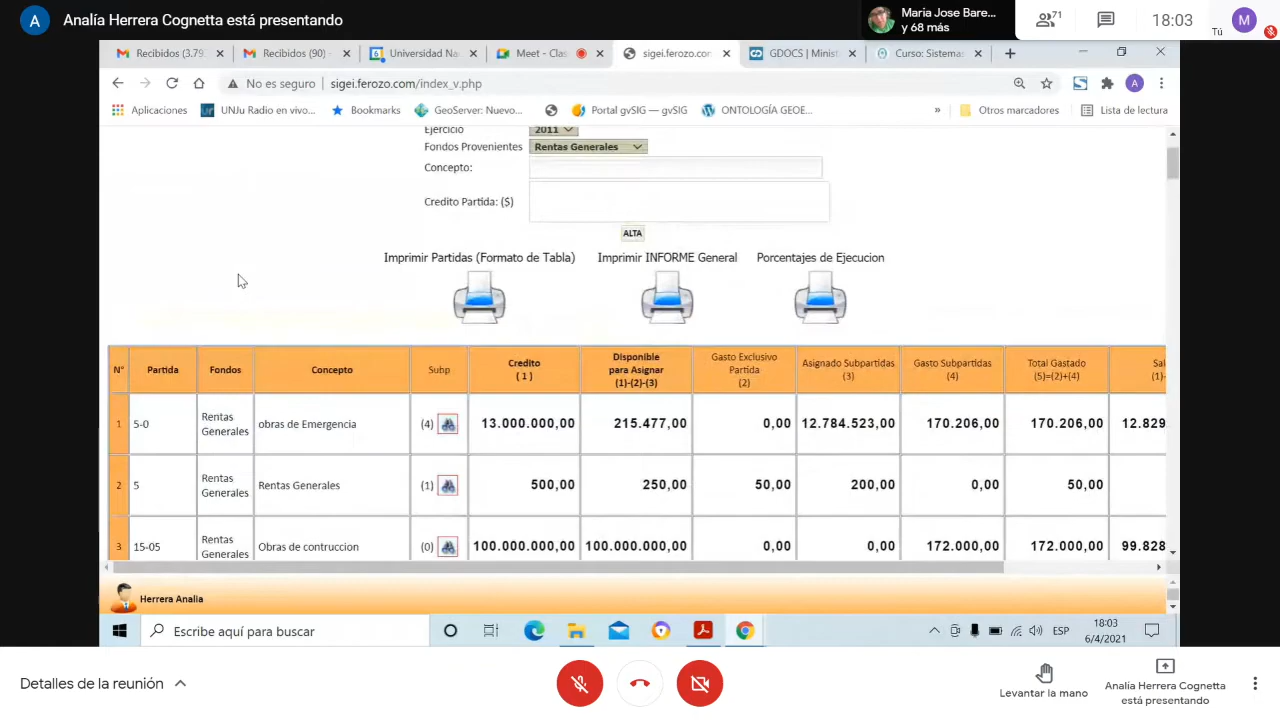 A Analía Herrera Cognetta está presentando
Maria Jose Bare...
y 68 más
71
18:03
Tú
M
Recibidos (3.79
Recibidos (90) -
Universidad Na
Meet - Clas
sigei.ferozo.con
GDOCS | Minist
Curso: Sistema
No es seguro | sigei.ferozo.com/index_v.php
A
Aplicaciones
UNJu Radio en vivo...
Bookmarks
GeoServer: Nuevo...
Portal gvSIG — gvSIG
ONTOLOGÍA GEOE...
»
Otros marcadores
Lista de lectura
Ejercicio 2011
Fondos Provenientes Rentas Generales
Concepto:
Credito Partida: ($)
ALTA
Imprimir Partidas (Formato de Tabla) Imprimir INFORME General Porcentajes de Ejecucion
N° Partida Fondos Concepto Subp Credito ( 1 ) Disponible para Asignar (1)-(2)-(3) Gasto Exclusivo Partida (2) Asignado Subpartidas (3) Gasto Subpartidas (4) Total Gastado (5)=(2)+(4) Sal (1)-
1 5-0 Rentas Generales obras de Emergencia (4) 13.000.000,00 215.477,00 0,00 12.784.523,00 170.206,00 170.206,00 12.829
2 5 Rentas Generales Rentas Generales (1) 500,00 250,00 50,00 200,00 0,00 50,00
3 15-05 Rentas Generales Obras de contruccion (0) 100.000.000,00 100.000.000,00 0,00 0,00 172.000,00 172.000,00 99.828
Herrera Analia
Escribe aquí para buscar
ESP
18:03
6/4/2021
Detalles de la reunión
Levantar la mano
Analía Herrera Cognetta
está presentando